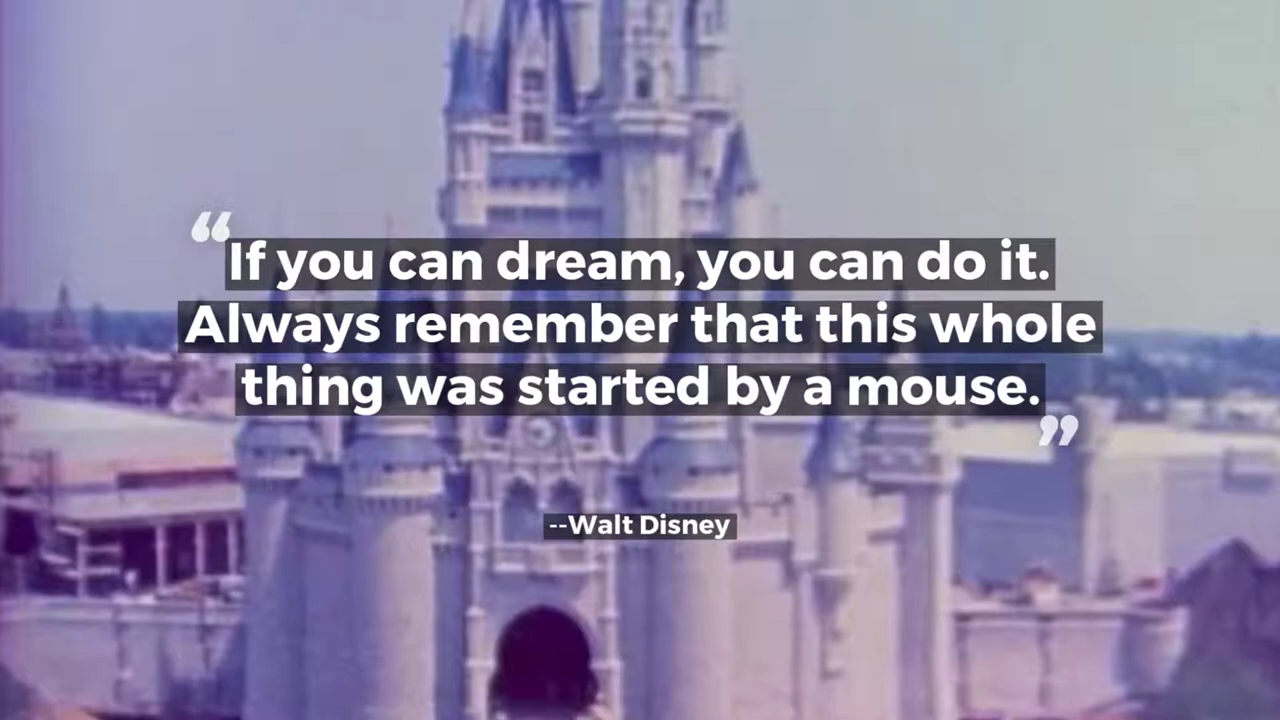 “If you can dream, you can do it.
Always remember that this whole
thing was started by a mouse.”
--Walt Disney